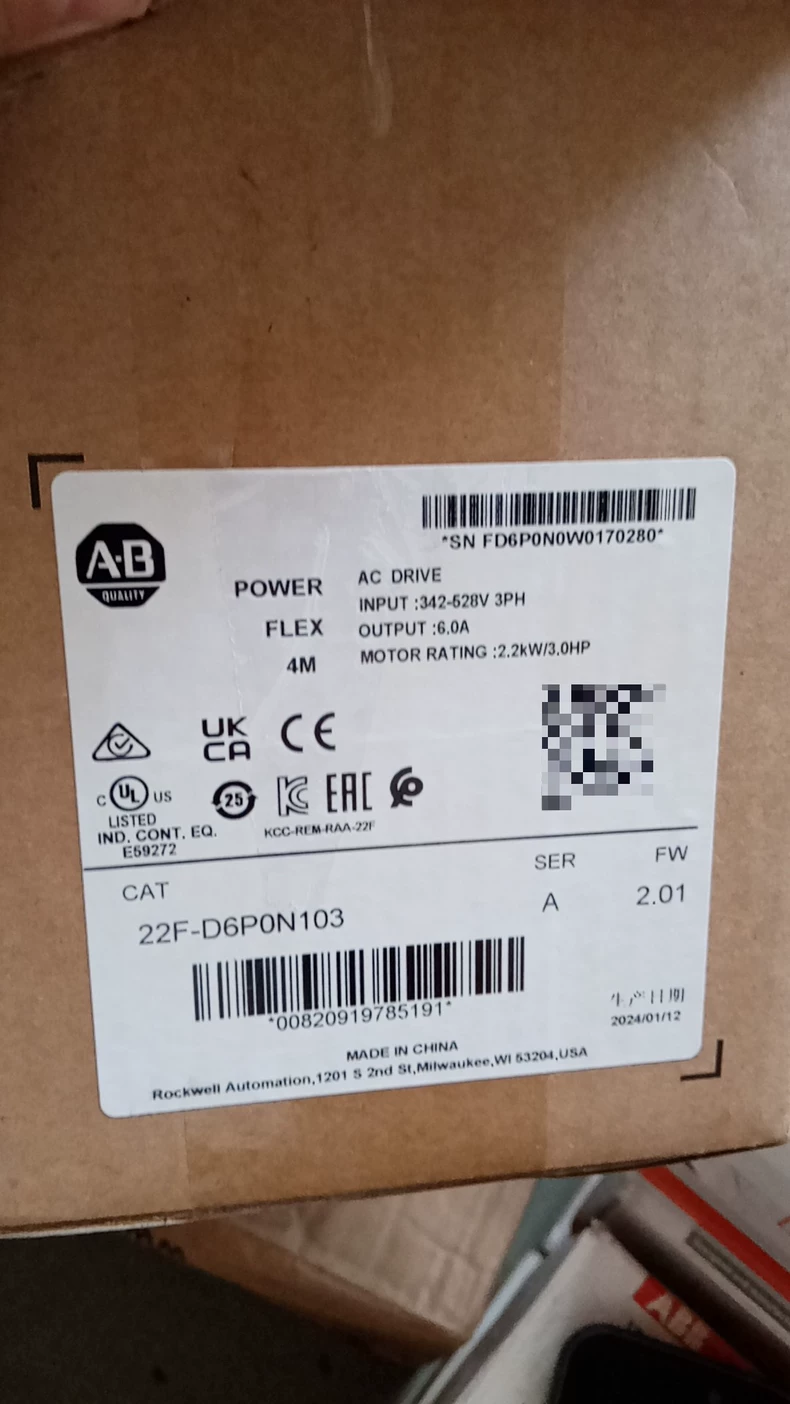 *SN FD6P0N0W0170280*
A·B
QUALITY
POWER
FLEX
4M
AC DRIVE
INPUT :342-528V 3PH
OUTPUT :6.0A
MOTOR RATING :2.2kW/3.0HP
UK
CA
CE
C UL US
LISTED
IND. CONT. EQ.
E59272
25
EAC
KCC-REM-RAA-22F
CAT
22F-D6P0N103
SER
A
FW
2.01
*00820919785191*
生产日期
2024/01/12
MADE IN CHINA
Rockwell Automation,1201 S 2nd St,Milwaukee,WI 53204,USA
ABB